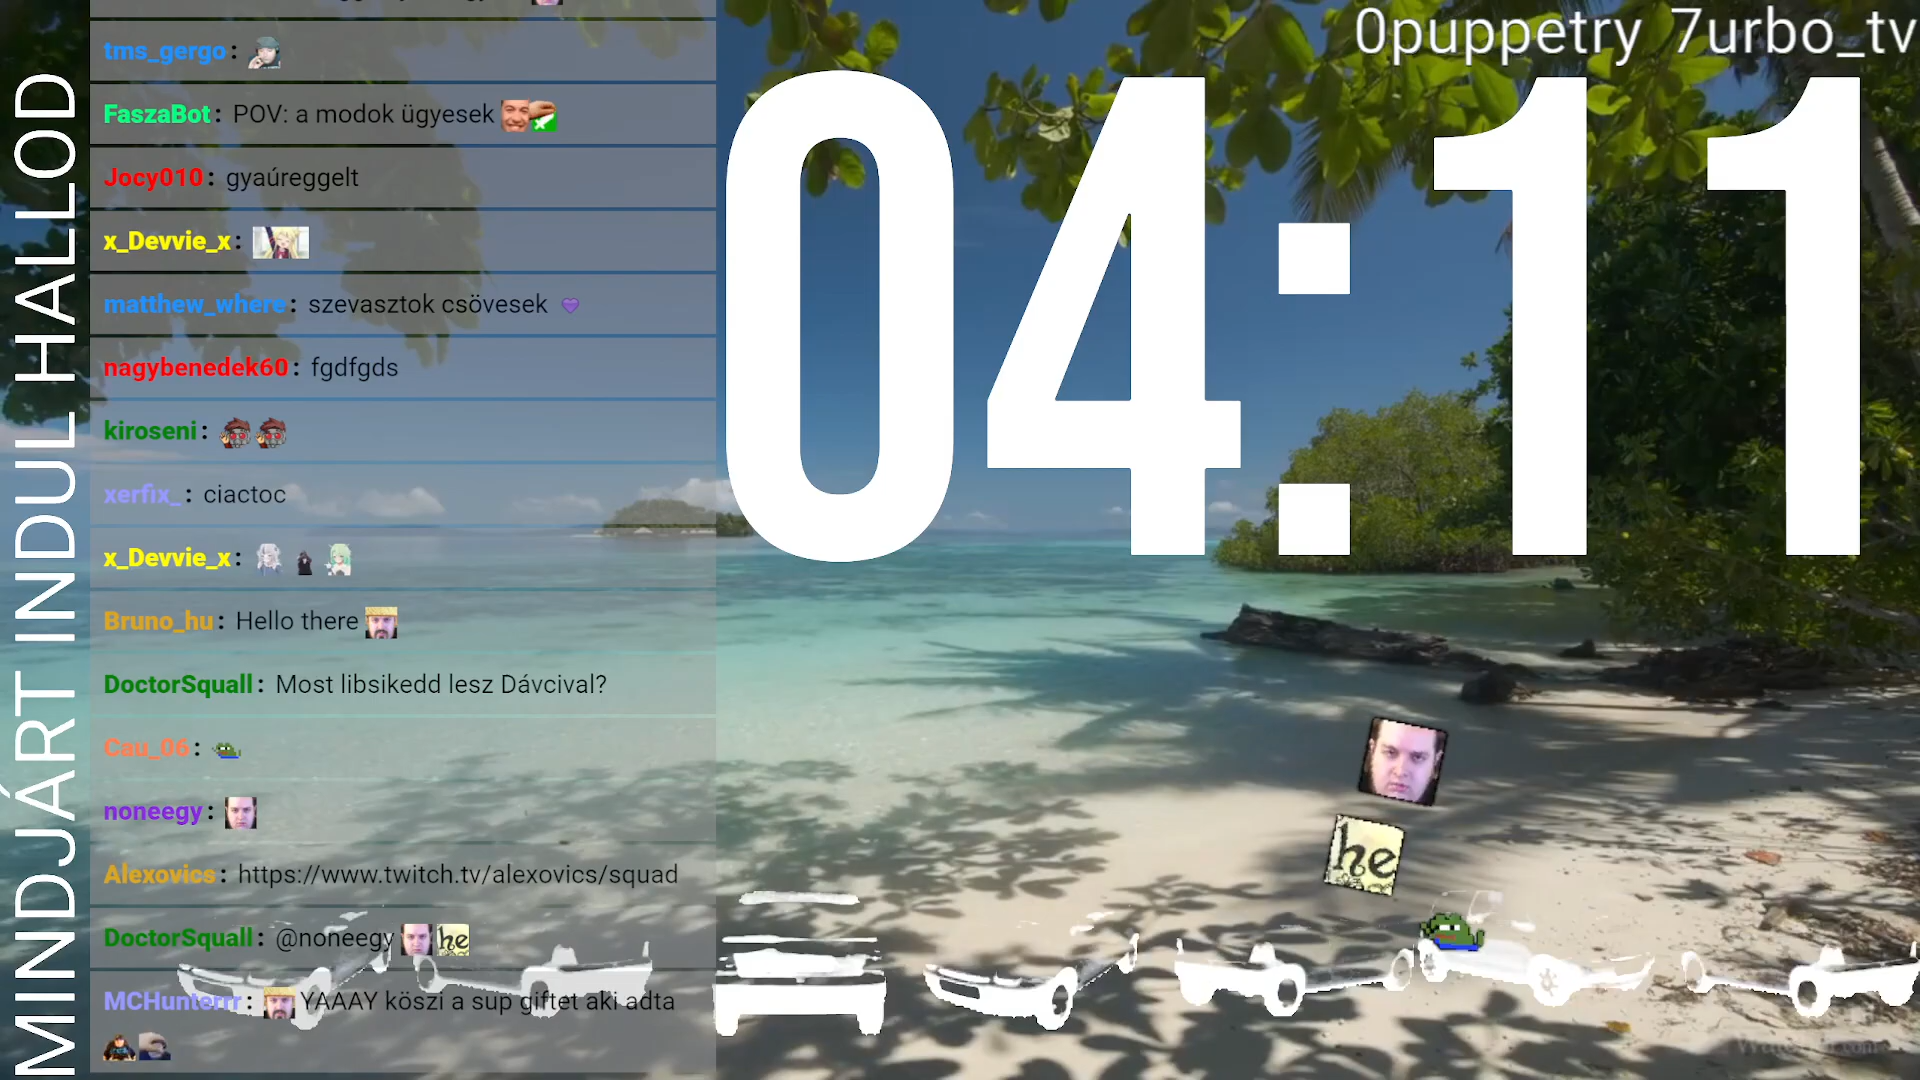 0puppetry 7urbo_tv
MINDJÁRT INDUL HALLOD
04:11
tms_gergo:
FaszaBot: POV: a modok ügyesek
Jocy010: gyaúreggelt
x_Devvie_x:
matthew_where: szevasztok csövesek
nagybenedek60: fgdfgds
kiroseni:
xerfix_: ciactoc
x_Devvie_x:
Bruno_hu: Hello there
DoctorSquall: Most libsikedd lesz Dávcival?
Cau_06:
noneegy:
Alexovics: https://www.twitch.tv/alexovics/squad
DoctorSquall: @noneegy he
MCHunterrr: YAAAY köszi a sup giftet aki adta
he